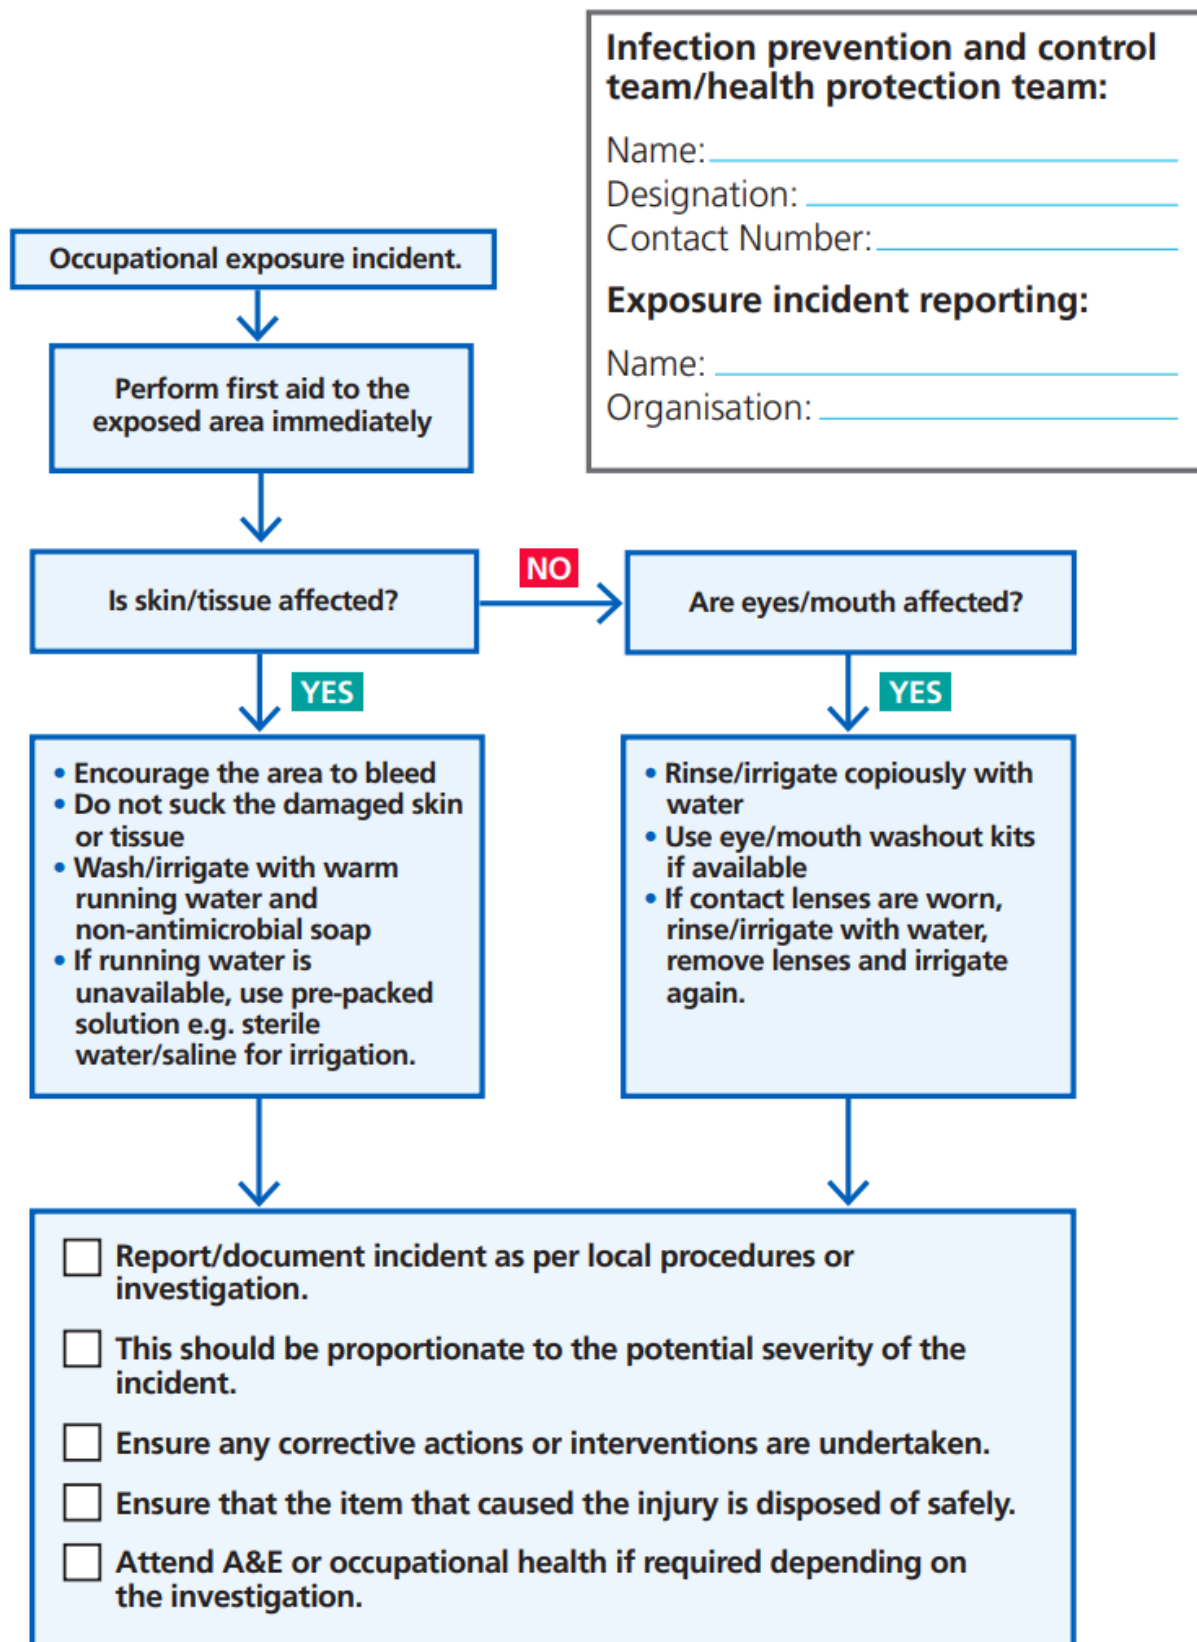 Infection prevention and control
team/health protection team:
Name:
Designation:
Contact Number:
Exposure incident reporting:
Name:
Organisation:
Occupational exposure incident.
Perform first aid to the
exposed area immediately
Is skin/tissue affected?
NO
Are eyes/mouth affected?
YES
• Encourage the area to bleed
• Do not suck the damaged skin
or tissue
• Wash/irrigate with warm
running water and
non-antimicrobial soap
• If running water is
unavailable, use pre-packed
solution e.g. sterile
water/saline for irrigation.
YES
• Rinse/irrigate copiously with
water
• Use eye/mouth washout kits
if available
• If contact lenses are worn,
rinse/irrigate with water,
remove lenses and irrigate
again.
Report/document incident as per local procedures or
investigation.
This should be proportionate to the potential severity of the
incident.
Ensure any corrective actions or interventions are undertaken.
Ensure that the item that caused the injury is disposed of safely.
Attend A&E or occupational health if required depending on
the investigation.